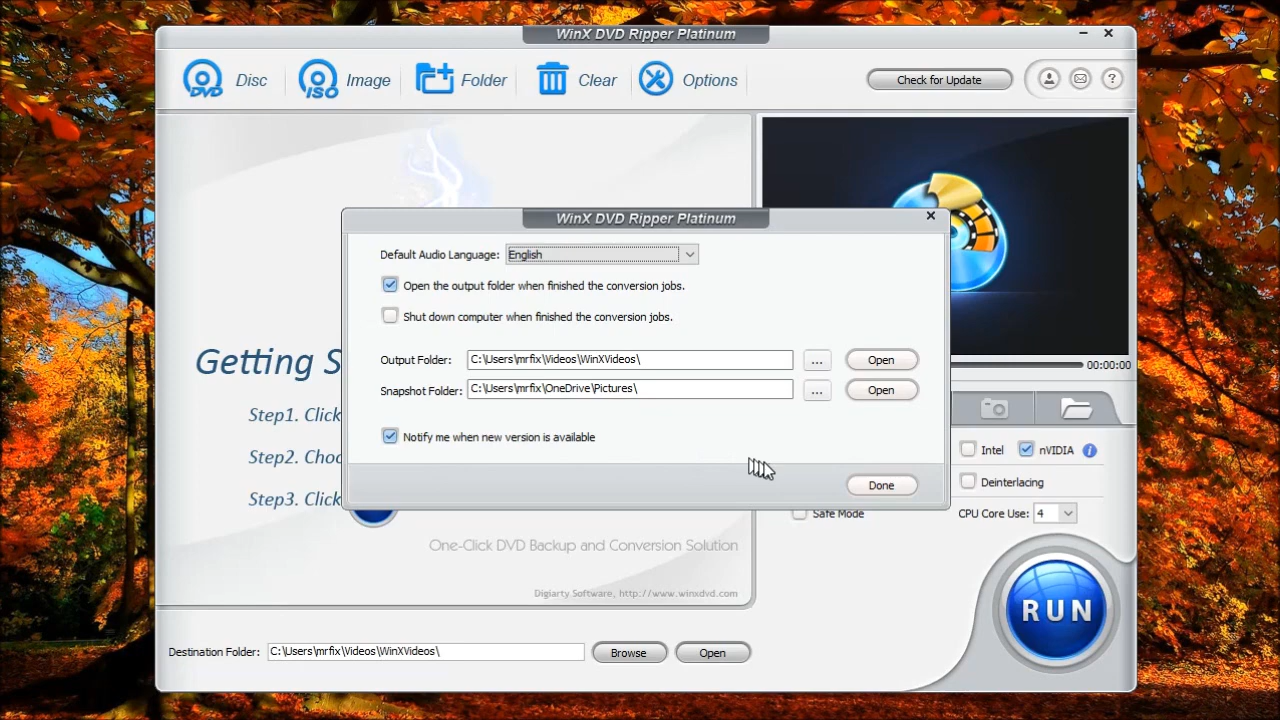 WinX DVD Ripper Platinum
Disc
Image
Folder
Clear
Options
Check for Update
DVD
ISO
?
WinX DVD Ripper Platinum
Default Audio Language: English
Open the output folder when finished the conversion jobs.
Shut down computer when finished the conversion jobs.
Output Folder: C:\Users\mrfix\Videos\WinXVideos\ ... Open
Snapshot Folder: C:\Users\mrfix\OneDrive\Pictures\ ... Open
Notify me when new version is available
Done
00:00:00
Getting S
Step1. Click
Step2. Choo
Step3. Click
Intel nVIDIA i
Deinterlacing
Safe Mode CPU Core Use: 4
One-Click DVD Backup and Conversion Solution
Digiarty Software, http://www.winxdvd.com
RUN
Destination Folder: C:\Users\mrfix\Videos\WinXVideos\ Browse Open